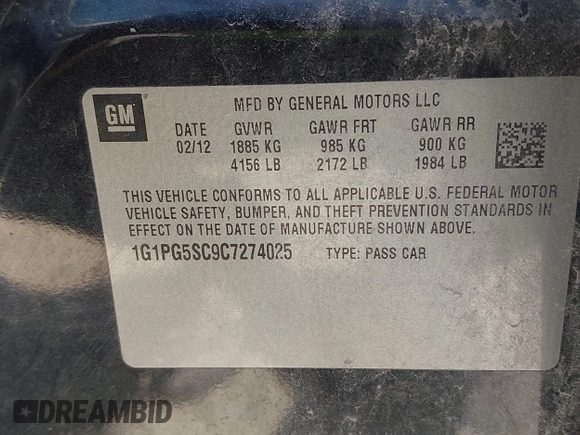 GM
MFD BY GENERAL MOTORS LLC
DATE GVWR GAWR FRT GAWR RR
02/12 1885 KG 985 KG 900 KG
4156 LB 2172 LB 1984 LB
THIS VEHICLE CONFORMS TO ALL APPLICABLE U.S. FEDERAL MOTOR
VEHICLE SAFETY, BUMPER, AND THEFT PREVENTION STANDARDS IN
EFFECT ON THE DATE OF MANUFACTURE SHOWN ABOVE.
1G1PG5SC9C7274025 TYPE: PASS CAR
DREAMBID